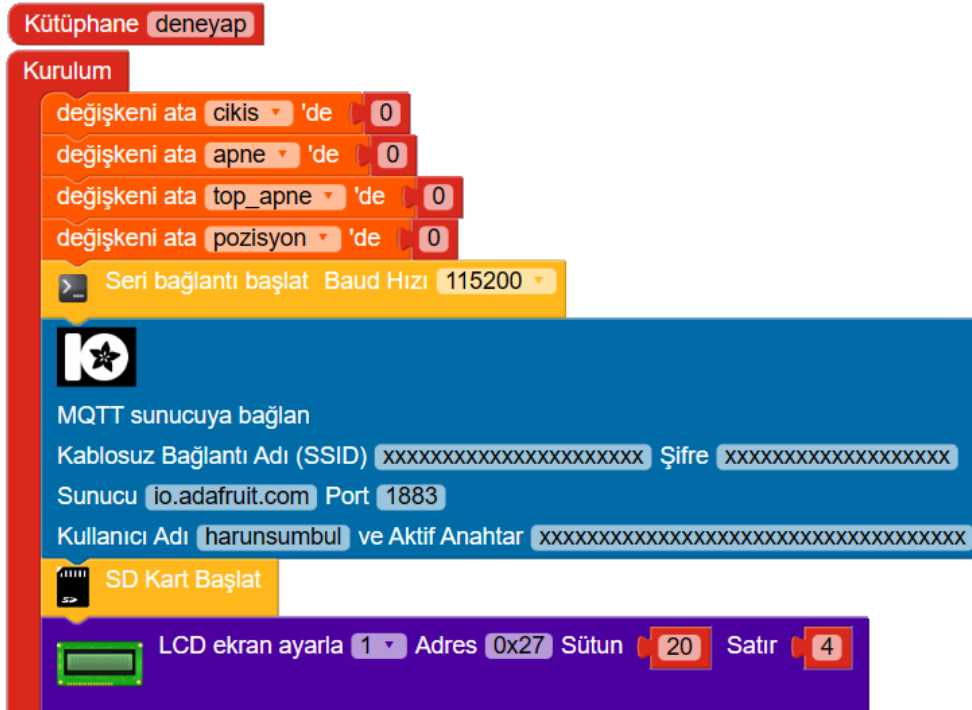 Kütüphane deneyap
Kurulum
değişkeni ata cikis 'de 0
değişkeni ata apne 'de 0
değişkeni ata top_apne 'de 0
değişkeni ata pozisyon 'de 0
Seri bağlantı başlat Baud Hızı 115200
MQTT sunucuya bağlan
Kablosuz Bağlantı Adı (SSID) xxxxxxxxxxxxxxxxxxxxxx Şifre xxxxxxxxxxxxxxxxxxx
Sunucu io.adafruit.com Port 1883
Kullanıcı Adı harunsumbul ve Aktif Anahtar xxxxxxxxxxxxxxxxxxxxxxxxxxxxxxxxxxxx
SD Kart Başlat
LCD ekran ayarla 1 Adres 0x27 Sütun 20 Satır 4